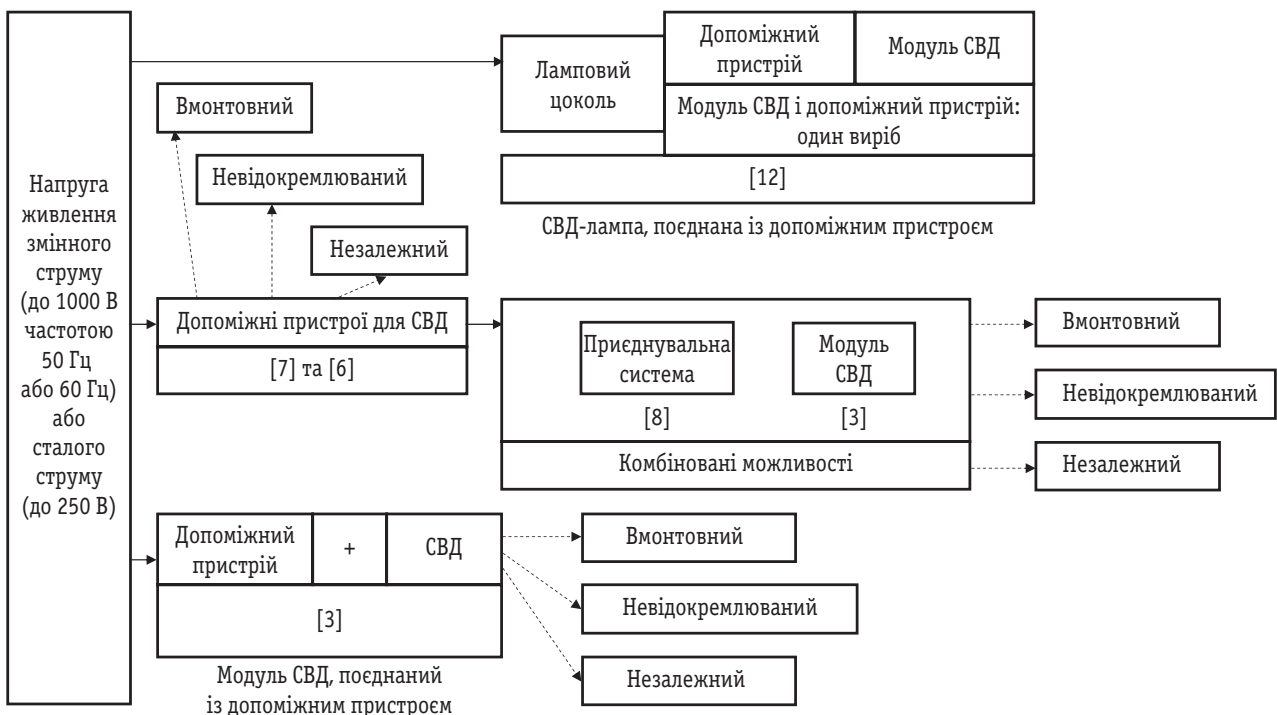 Напруга
живлення
змінного
струму
(до 1000 В
частотою
50 Гц
або 60 Гц)
або
сталого
струму
(до 250 В)
Ламповий
цоколь
Допоміжний
пристрій
Модуль СВД
Модуль СВД і допоміжний пристрій:
один виріб
[12]
СВД-лампа, поєднана із допоміжним пристроєм
Вмонтовний
Невідокремлюваний
Незалежний
Допоміжні пристрої для СВД
[7] та [6]
Приєднувальна
система
[8]
Модуль
СВД
[3]
Комбіновані можливості
Вмонтовний
Невідокремлюваний
Незалежний
Допоміжний
пристрій
+
СВД
[3]
Модуль СВД, поєднаний
із допоміжним пристроєм
Вмонтовний
Невідокремлюваний
Незалежний